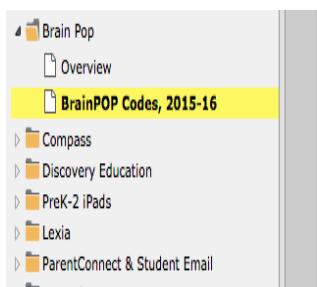 Brain Pop
Overview
BrainPOP Codes, 2015-16
Compass
Discovery Education
PreK-2 iPads
Lexia
ParentConnect & Student Email